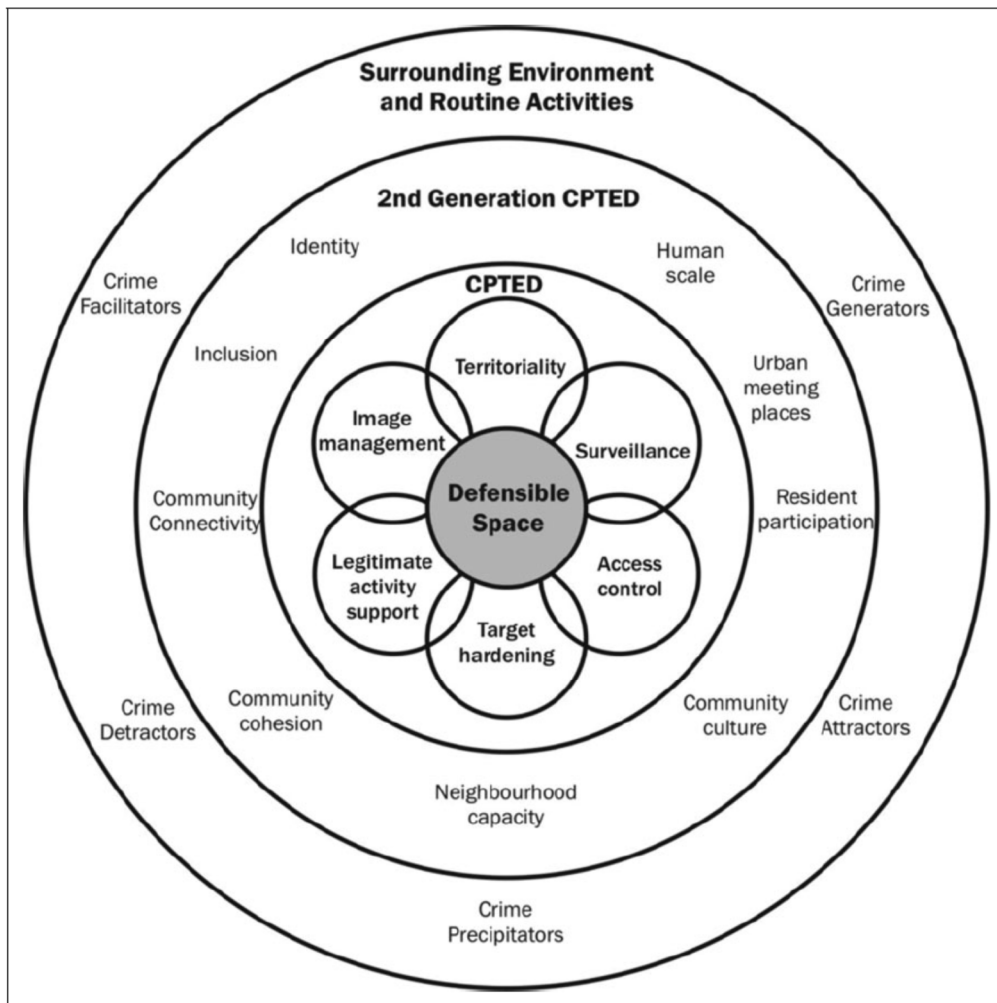 Surrounding Environment
and Routine Activities
2nd Generation CPTED
Identity
Human
scale
CPTED
Crime
Facilitators
Crime
Generators
Inclusion
Territoriality
Urban
meeting
places
Image
management
Surveillance
Defensible
Space
Community
Connectivity
Resident
participation
Legitimate
activity
support
Access
control
Target
hardening
Community
cohesion
Community
culture
Crime
Detractors
Crime
Attractors
Neighbourhood
capacity
Crime
Precipitators